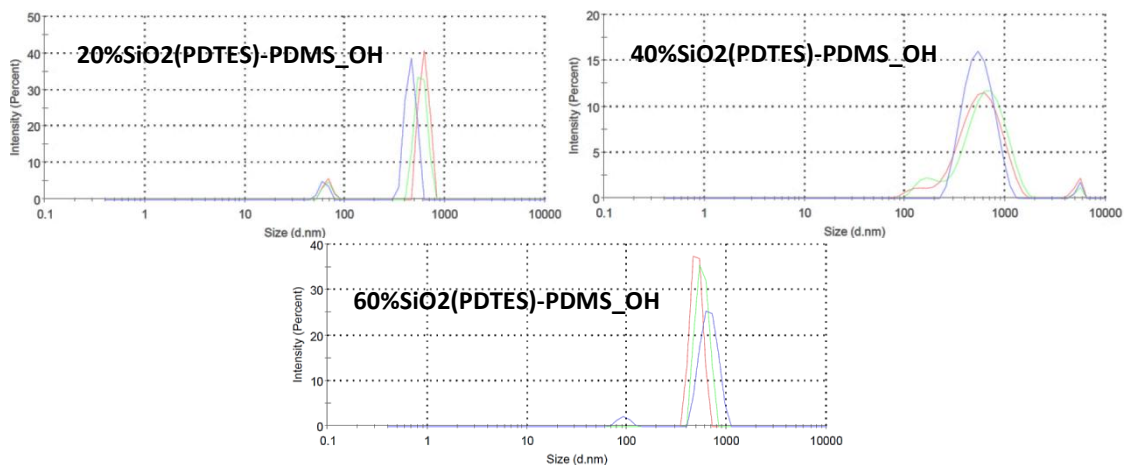 20%SiO2(PDTES)-PDMS_OH
Intensity (Percent)
50
40
30
20
10
0
0.1 1 10 100 1000 10000
Size (d.nm)
40%SiO2(PDTES)-PDMS_OH
Intensity (Percent)
20
15
10
5
0
0.1 1 10 100 1000 10000
Size (d.nm)
60%SiO2(PDTES)-PDMS_OH
Intensity (Percent)
40
30
20
10
0
0.1 1 10 100 1000 10000
Size (d.nm)